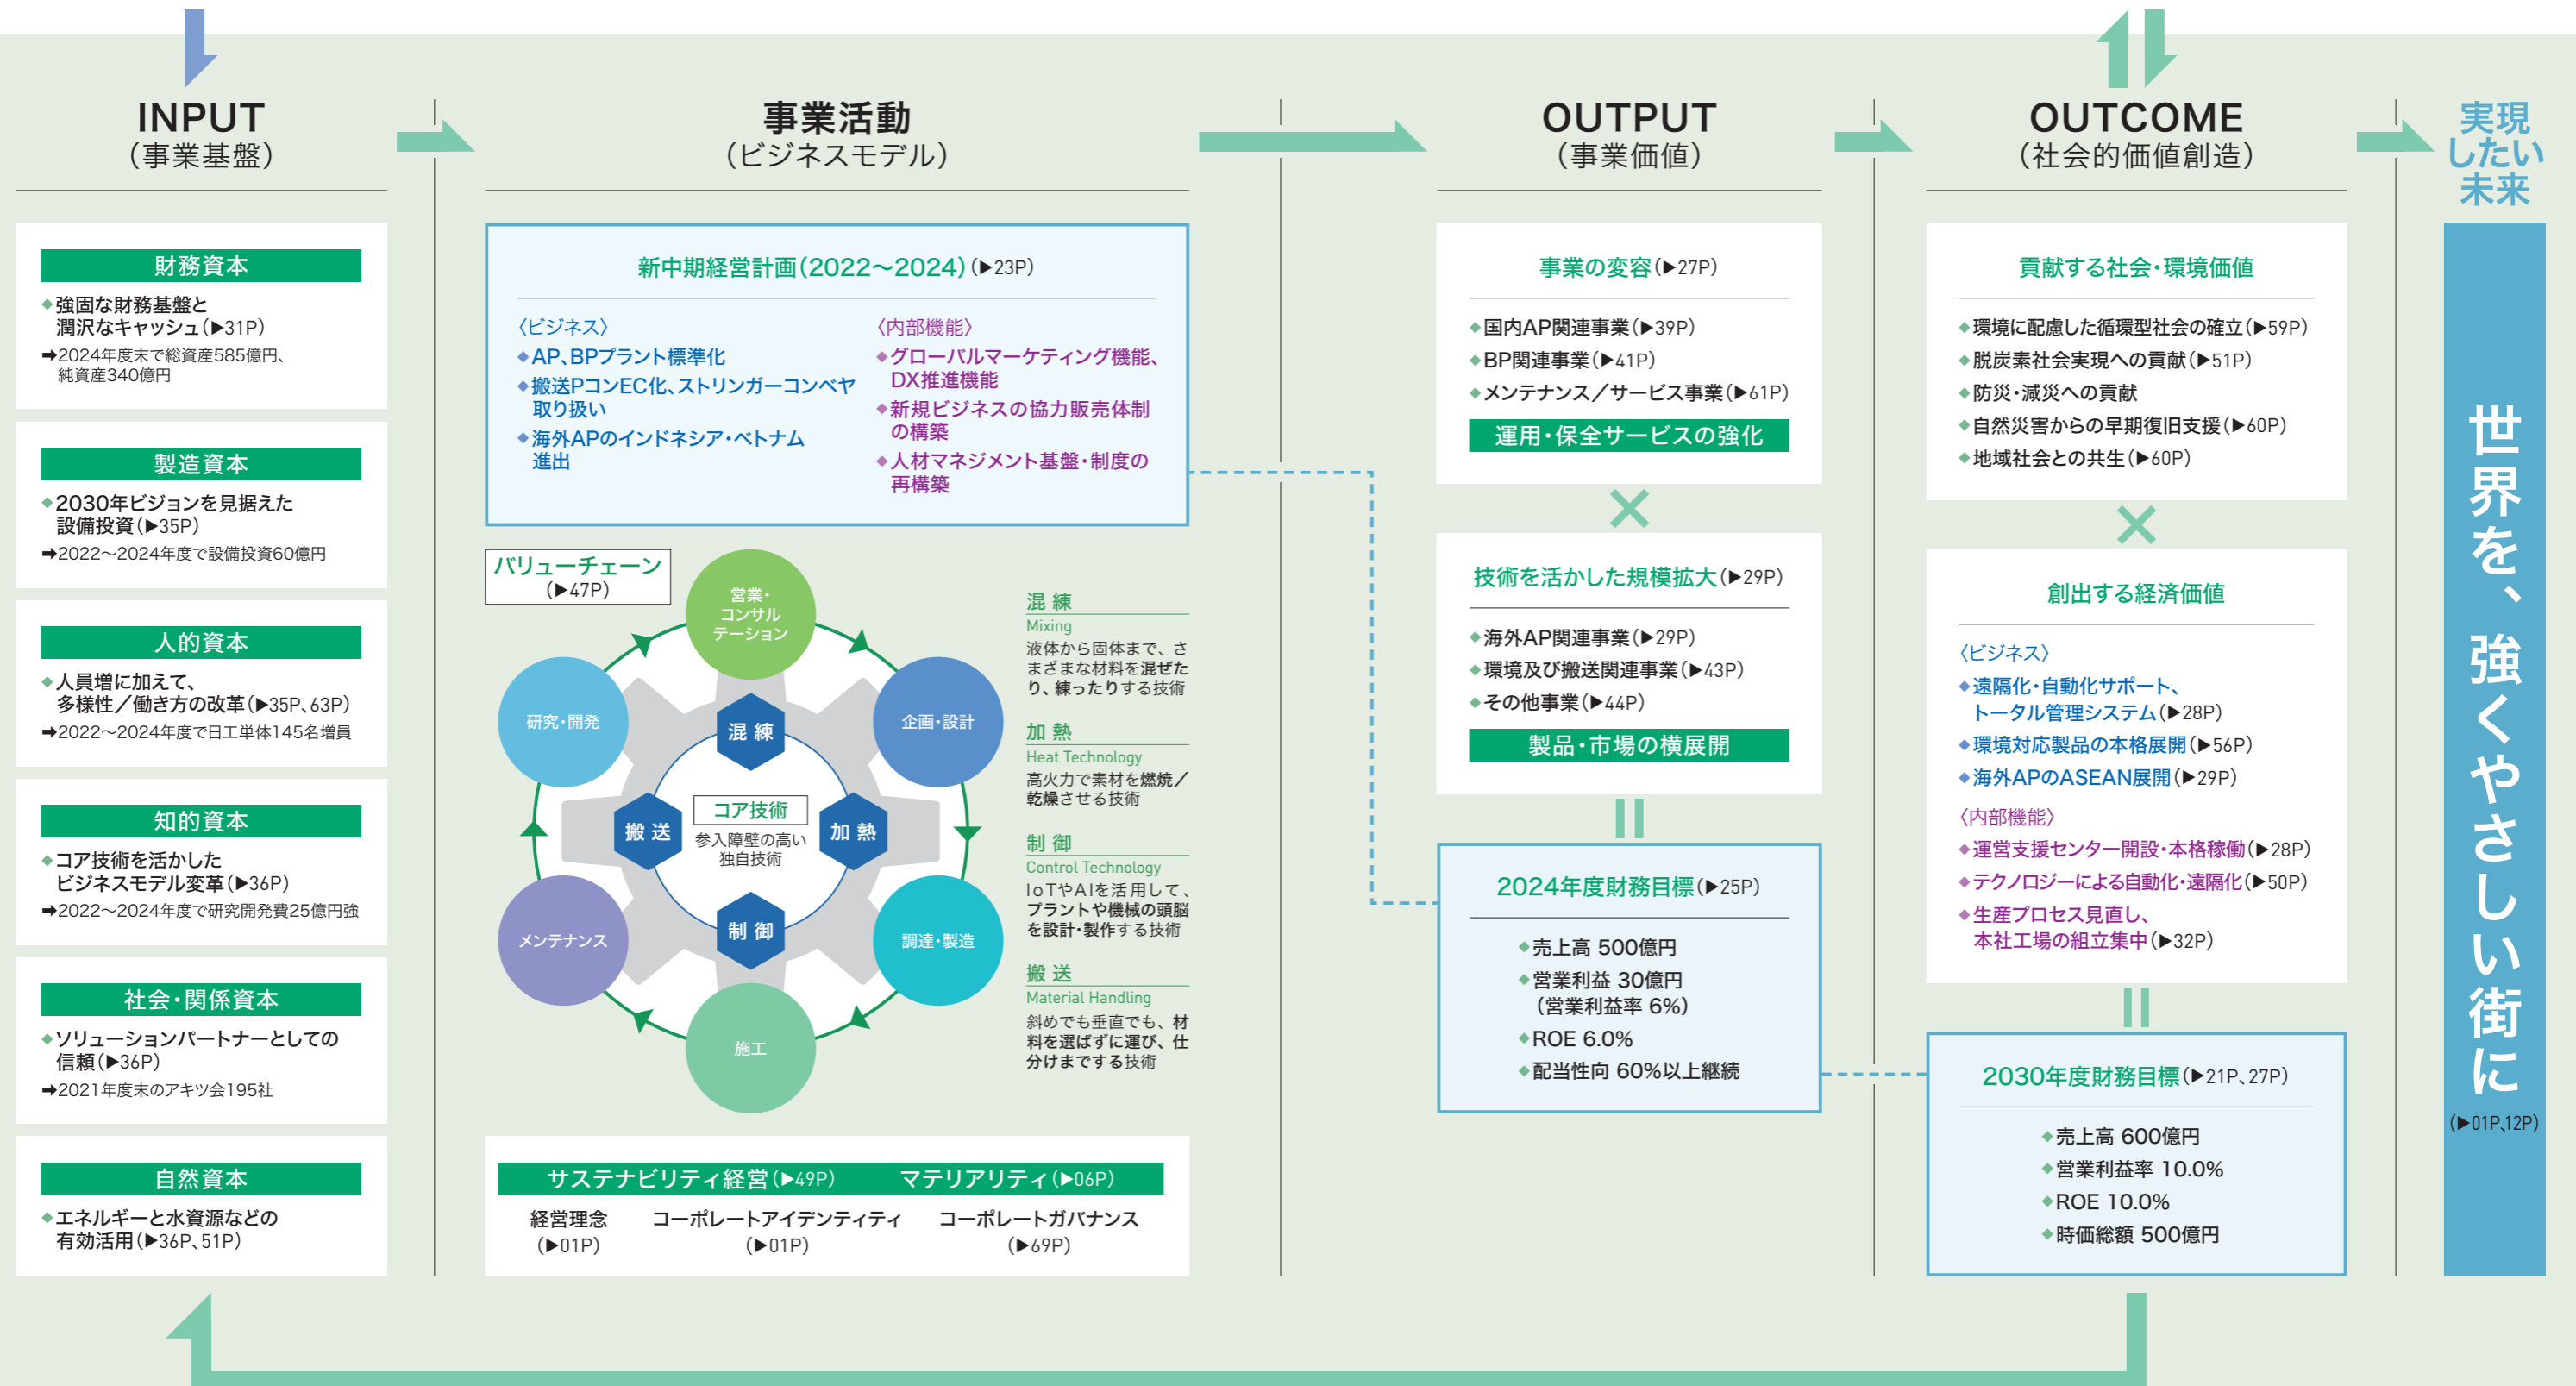 INPUT
（事業基盤）
財務資本
◆強固な財務基盤と
潤沢なキャッシュ（▶31P）
➡2024年度末で総資産585億円、
純資産340億円
製造資本
◆2030年ビジョンを見据えた
設備投資（▶35P）
➡2022〜2024年度で設備投資60億円
人的資本
◆人員増に加えて、
多様性／働き方の改革（▶35P、63P）
➡2022〜2024年度で日工単体145名増員
知的資本
◆コア技術を活かした
ビジネスモデル変革（▶36P）
➡2022〜2024年度で研究開発費25億円強
社会・関係資本
◆ソリューションパートナーとしての
信頼（▶36P）
➡2021年度末のアキツ会195社
自然資本
◆エネルギーと水資源などの
有効活用（▶36P、51P）
事業活動
（ビジネスモデル）
新中期経営計画（2022〜2024）（▶23P）
〈ビジネス〉
◆AP、BPプラント標準化
◆搬送PコンEC化、ストリンガーコンベヤ
取り扱い
◆海外APのインドネシア・ベトナム
進出
〈内部機能〉
◆グローバルマーケティング機能、
DX推進機能
◆新規ビジネスの協力販売体制
の構築
◆人材マネジメント基盤・制度の
再構築
バリューチェーン
（▶47P）
営業・
コンサル
テーション
企画・設計
調達・製造
施工
メンテナンス
研究・開発
混練
加熱
制御
搬送
コア技術
参入障壁の高い
独自技術
混練
Mixing
液体から固体まで、さ
まざまな材料を混ぜた
り、練ったりする技術
加熱
Heat Technology
高火力で素材を燃焼／
乾燥させる技術
制御
Control Technology
IoTやAIを活用して、
プラントや機械の頭脳
を設計・製作する技術
搬送
Material Handling
斜めでも垂直でも、材
料を選ばずに運び、仕
分けまでする技術
サステナビリティ経営（▶49P） マテリアリティ（▶06P）
経営理念
（▶01P）
コーポレートアイデンティティ
（▶01P）
コーポレートガバナンス
（▶69P）
OUTPUT
（事業価値）
事業の変容（▶27P）
◆国内AP関連事業（▶39P）
◆BP関連事業（▶41P）
◆メンテナンス／サービス事業（▶61P）
運用・保全サービスの強化
×
技術を活かした規模拡大（▶29P）
◆海外AP関連事業（▶29P）
◆環境及び搬送関連事業（▶43P）
◆その他事業（▶44P）
製品・市場の横展開
2024年度財務目標（▶25P）
◆売上高 500億円
◆営業利益 30億円
（営業利益率 6%）
◆ROE 6.0%
◆配当性向 60%以上継続
OUTCOME
（社会的価値創造）
貢献する社会・環境価値
◆環境に配慮した循環型社会の確立（▶59P）
◆脱炭素社会実現への貢献（▶51P）
◆防災・減災への貢献
◆自然災害からの早期復旧支援（▶60P）
◆地域社会との共生（▶60P）
×
創出する経済価値
〈ビジネス〉
◆遠隔化・自動化サポート、
トータル管理システム（▶28P）
◆環境対応製品の本格展開（▶56P）
◆海外APのASEAN展開（▶29P）
〈内部機能〉
◆運営支援センター開設・本格稼働（▶28P）
◆テクノロジーによる自動化・遠隔化（▶50P）
◆生産プロセス見直し、
本社工場の組立集中（▶32P）
2030年度財務目標（▶21P、27P）
◆売上高 600億円
◆営業利益率 10.0%
◆ROE 10.0%
◆時価総額 500億円
実現
したい
未来
世界を、強くやさしい街に
（▶01P、12P）